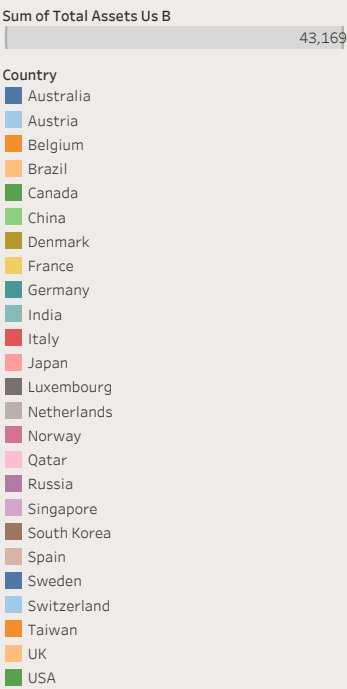 Sum of Total Assets Us B
43,169
Country
Australia
Austria
Belgium
Brazil
Canada
China
Denmark
France
Germany
India
Italy
Japan
Luxembourg
Netherlands
Norway
Qatar
Russia
Singapore
South Korea
Spain
Sweden
Switzerland
Taiwan
UK
USA